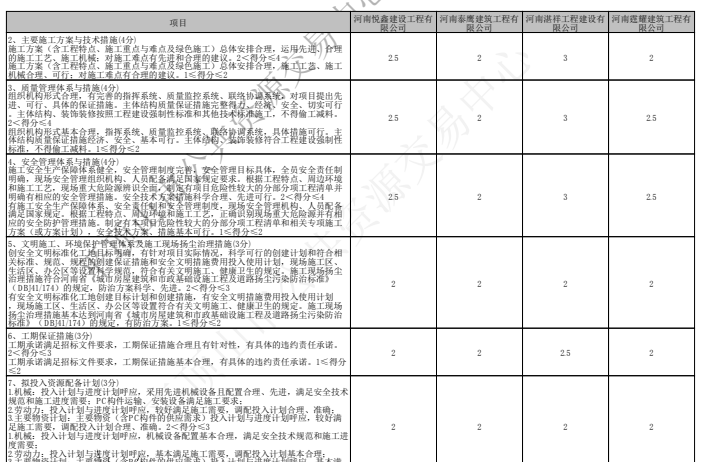 项目
河南悦鑫建设工程有限公司
河南泰鹰建筑工程有限公司
河南湛祥工程建设有限公司
河南莲耀建筑工程有限公司
2、主要施工方案与技术措施(4分)
施工方案（含工程特点、施工重点与难点及绿色施工）总体安排合理，运用先进、合理
的施工工艺、施工机械；对施工难点有先进和合理的建议。2＜得分≤4
施工方案（含工程特点、施工重点与难点及绿色施工）总体安排合理，施工工艺、施工
机械合理、可行；对施工难点有合理的建议。1≤得分≤2
2.5
2
3
2
3、质量管理体系与措施(4分)
组织机构形式合理，有完善的指挥系统、质量监控系统、联络协调系统，对项目提出先
进、可行、具体的保证措施。主体结构质量保证措施完整得力、经济、安全、切实可行
。主体结构、装饰装修按照工程建设强制性标准和其他技术标准施工，不得偷工减料。
2＜得分≤4
组织机构形式基本合理，指挥系统、质量监控系统、联络协调系统，具体措施可行。主
体结构质量保证措施经济、安全、基本可行。主体结构、装饰装修符合工程建设强制性
标准，不得偷工减料。1≤得分≤2
2.5
2
3
2.5
4、安全管理体系与措施(4分)
施工安全生产保障体系健全，安全管理制度完善，安全管理目标具体，全员安全责任制
明确，现场安全管理组织机构、人员配备满足国家规定要求。根据工程特点、周边环境
和施工工艺，现场重大危险源辨识全面，制定有项目危险性较大的分部分项工程清单并
明确有相应的安全管理措施。安全技术方案措施科学合理、先进可行。2＜得分≤4
有施工安全生产保障体系、安全责任制和安全管理制度，现场安全管理机构、人员配备
满足国家规定。根据工程特点、周边环境和施工工艺，正确识别现场重大危险源并有相
应的安全防护管理措施。制定有本项目危险性较大的分部分项工程清单和相关专项施工
方案（或方案计划），安全技术方案、措施基本可行。1≤得分≤2
2.5
2
3
2.5
5、文明施工、环境保护管理体系及施工现场扬尘治理措施(3分)
创安全文明标准化工地目标明确，有针对项目实际情况，科学可行的创建计划和符合相
关标准、规范、规程的创建保证措施和安全文明措施费用投入使用计划，现场施工区、
生活区、办公区等设置科学规范，符合有关文明施工、健康卫生的规定。施工现场扬尘
治理措施符合河南省《城市房屋建筑和市政基础设施工程及道路扬尘污染防治标准》
（DBJ41/174）的规定，防治方案科学、先进。2＜得分≤3
有安全文明标准化工地创建目标计划和创建措施，有安全文明措施费用投入使用计划
，现场施工区、生活区、办公区等设置符合有关文明施工、健康卫生的规定。施工现场
扬尘治理措施基本达到河南省《城市房屋建筑和市政基础设施工程及道路扬尘污染防治
标准》（DBJ41/174）的规定，有防治方案。1≤得分≤2
2
2
2
2
6、工期保证措施(3分)
工期承诺满足招标文件要求，工期保证措施合理且有针对性，有具体的违约责任承诺。
2＜得分≤3
工期承诺满足招标文件要求，工期保证措施基本合理，有具体的违约责任承诺。1≤得分
≤2
2
2
2.5
2
7、拟投入资源配备计划(3分)
1.机械：投入计划与进度计划呼应，采用先进机械设备且配置合理、先进，满足安全技术
规范和施工进度需要；PC构件运输、安装设备满足施工要求；
2.劳动力：投入计划与进度计划呼应，较好满足施工需要，调配投入计划合理、准确；
3.主要物资计划：主要物资（含PC构件的供应需求）投入计划与进度计划呼应，较好满
足施工需要，调配投入计划合理、准确。2＜得分≤3
1.机械：投入计划与进度计划呼应，机械设备配置基本合理，满足安全技术规范和施工进
度需要；
2.劳动力：投入计划与进度计划呼应，基本满足施工需要，调配投入计划基本合理；
3.主要物资计划：主要物资（含PC构件的供应需求）投入计划与进度计划呼应，基本满
2
2
2
2